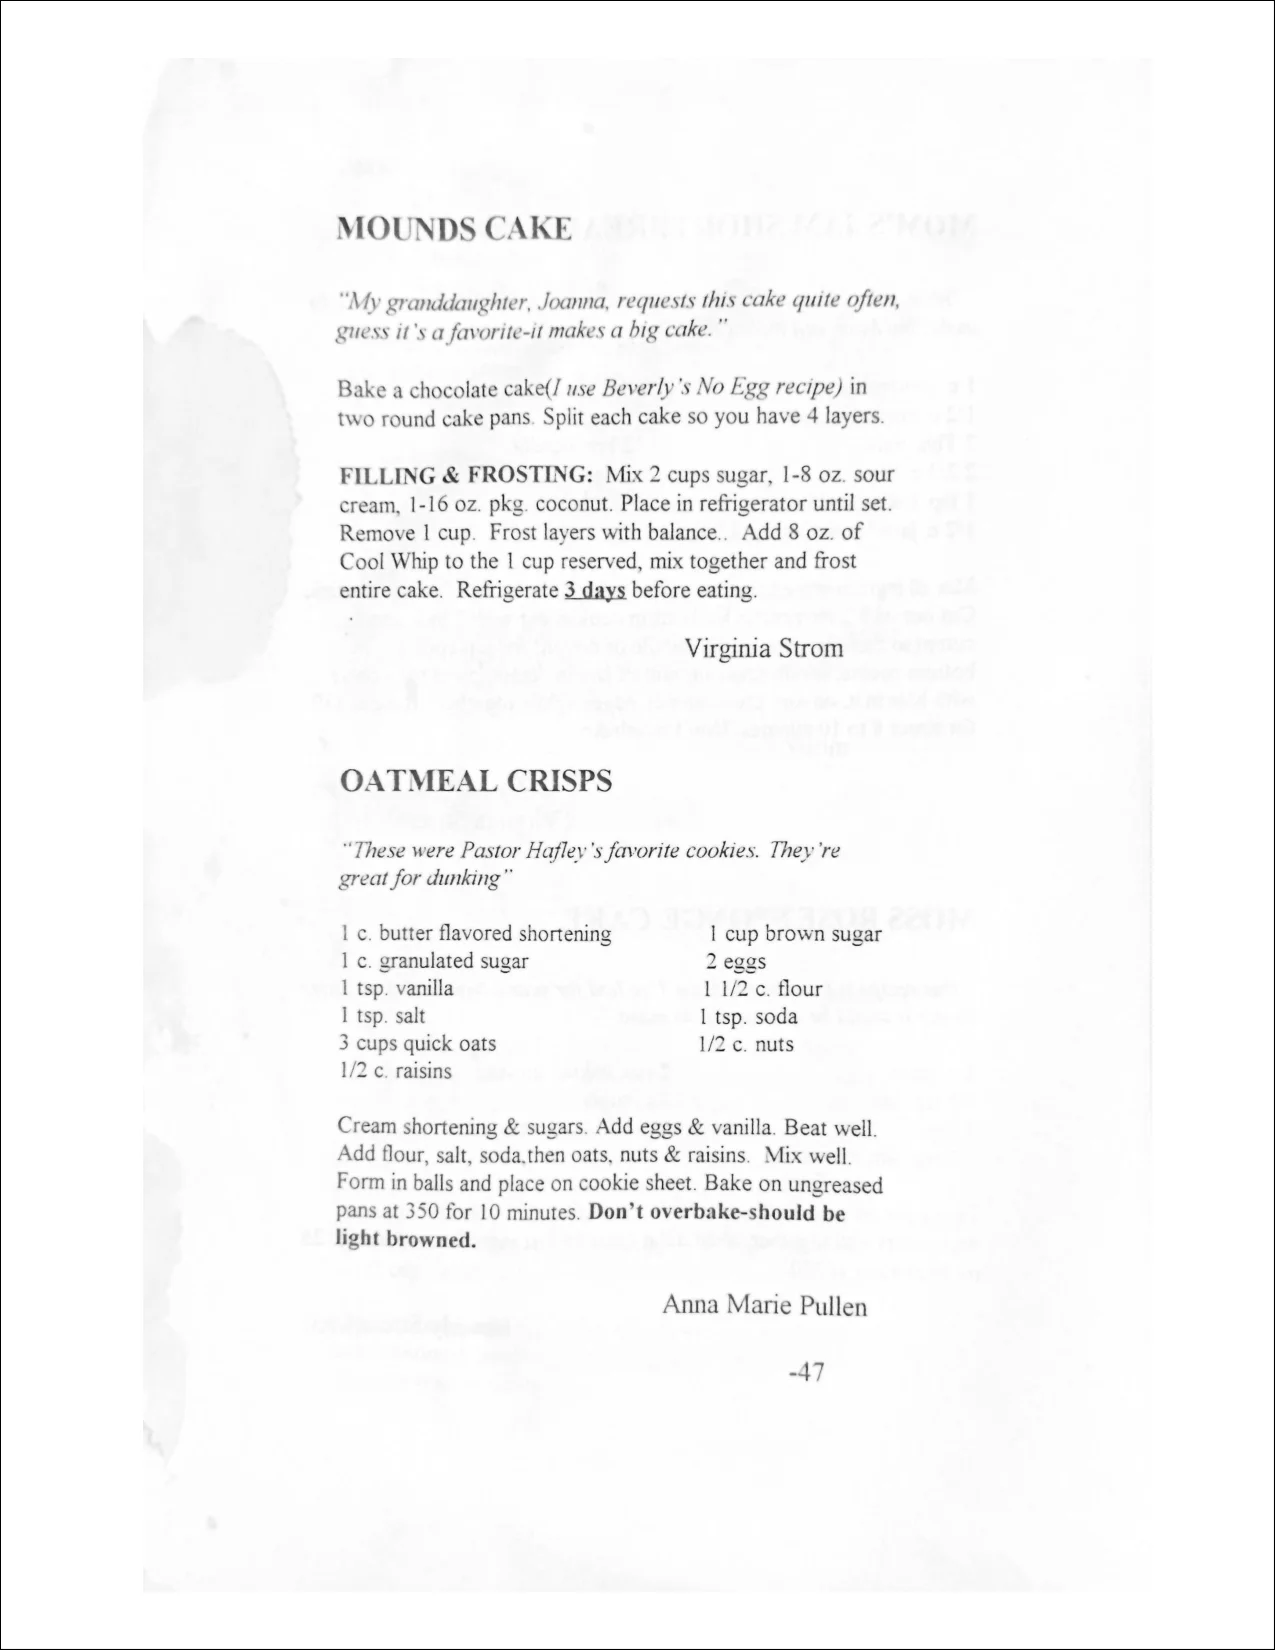 MOUNDS CAKE
"My granddaughter, Joanna, requests this cake quite often,
guess it's a favorite-it makes a big cake."
Bake a chocolate cake(I use Beverly's No Egg recipe) in
two round cake pans. Split each cake so you have 4 layers.
FILLING & FROSTING: Mix 2 cups sugar, 1-8 oz. sour
cream, 1-16 oz. pkg. coconut. Place in refrigerator until set.
Remove 1 cup. Frost layers with balance.. Add 8 oz. of
Cool Whip to the 1 cup reserved, mix together and frost
entire cake. Refrigerate 3 days before eating.
Virginia Strom
OATMEAL CRISPS
"These were Pastor Hafley's favorite cookies. They're
great for dunking"
1 c. butter flavored shortening 1 cup brown sugar
1 c. granulated sugar 2 eggs
1 tsp. vanilla 1 1/2 c. flour
1 tsp. salt 1 tsp. soda
3 cups quick oats 1/2 c. nuts
1/2 c. raisins
Cream shortening & sugars. Add eggs & vanilla. Beat well.
Add flour, salt, soda,then oats, nuts & raisins. Mix well.
Form in balls and place on cookie sheet. Bake on ungreased
pans at 350 for 10 minutes. Don't overbake-should be
light browned.
Anna Marie Pullen
-47